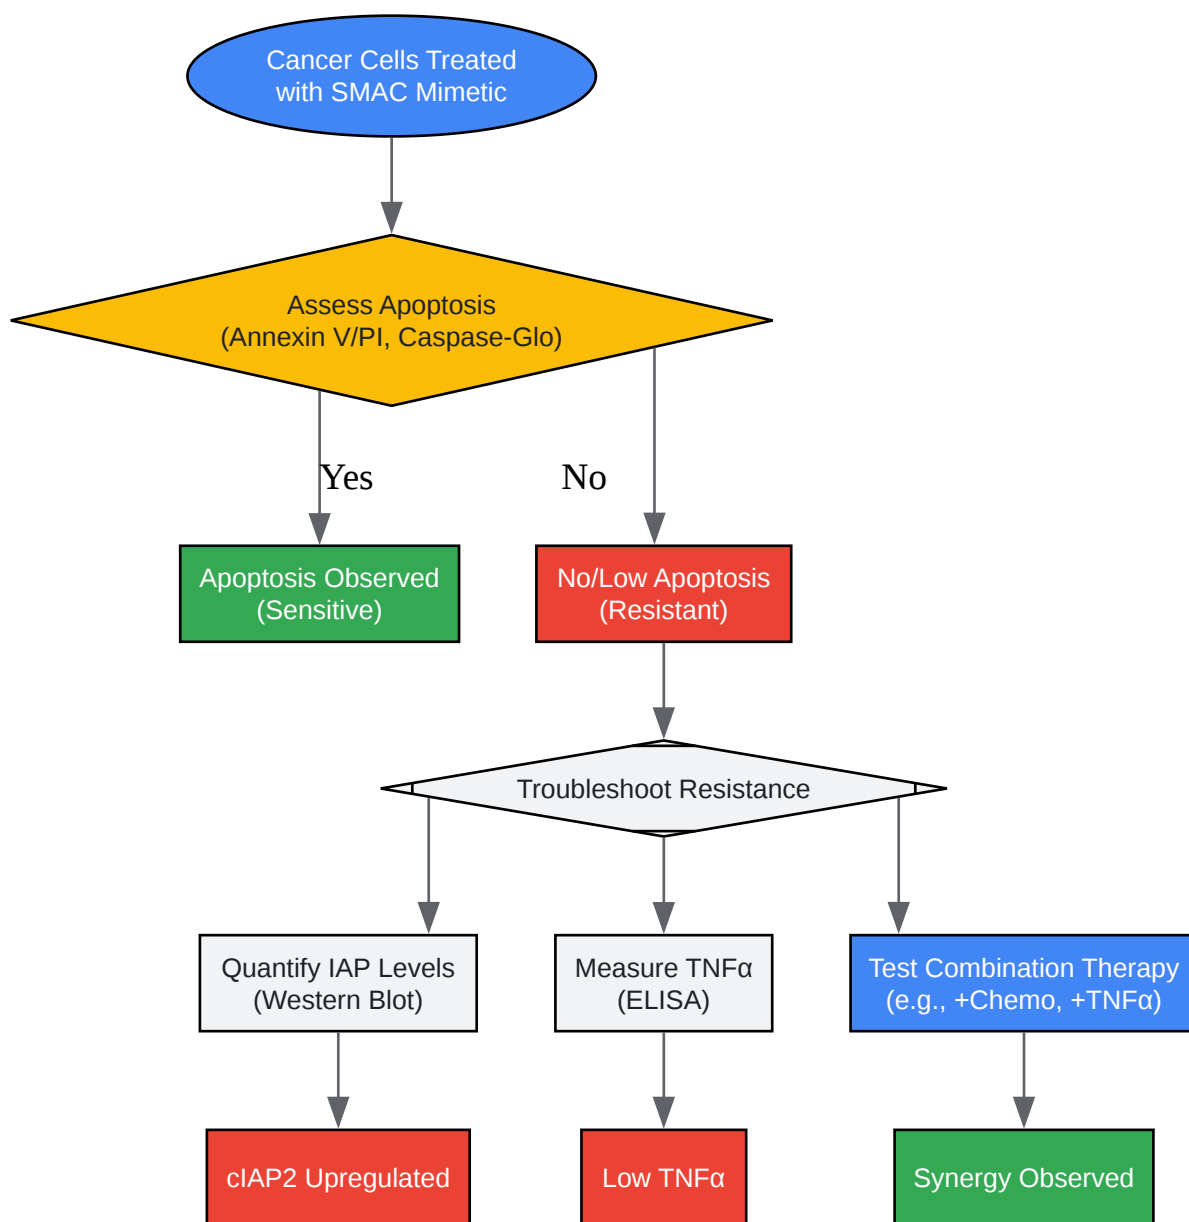 Cancer Cells Treated
with SMAC Mimetic
Assess Apoptosis
(Annexin V/PI, Caspase-Glo)
Yes
No
Apoptosis Observed
(Sensitive)
No/Low Apoptosis
(Resistant)
Troubleshoot Resistance
Quantify IAP Levels
(Western Blot)
Measure TNFα
(ELISA)
Test Combination Therapy
(e.g., +Chemo, +TNFα)
cIAP2 Upregulated
Low TNFα
Synergy Observed